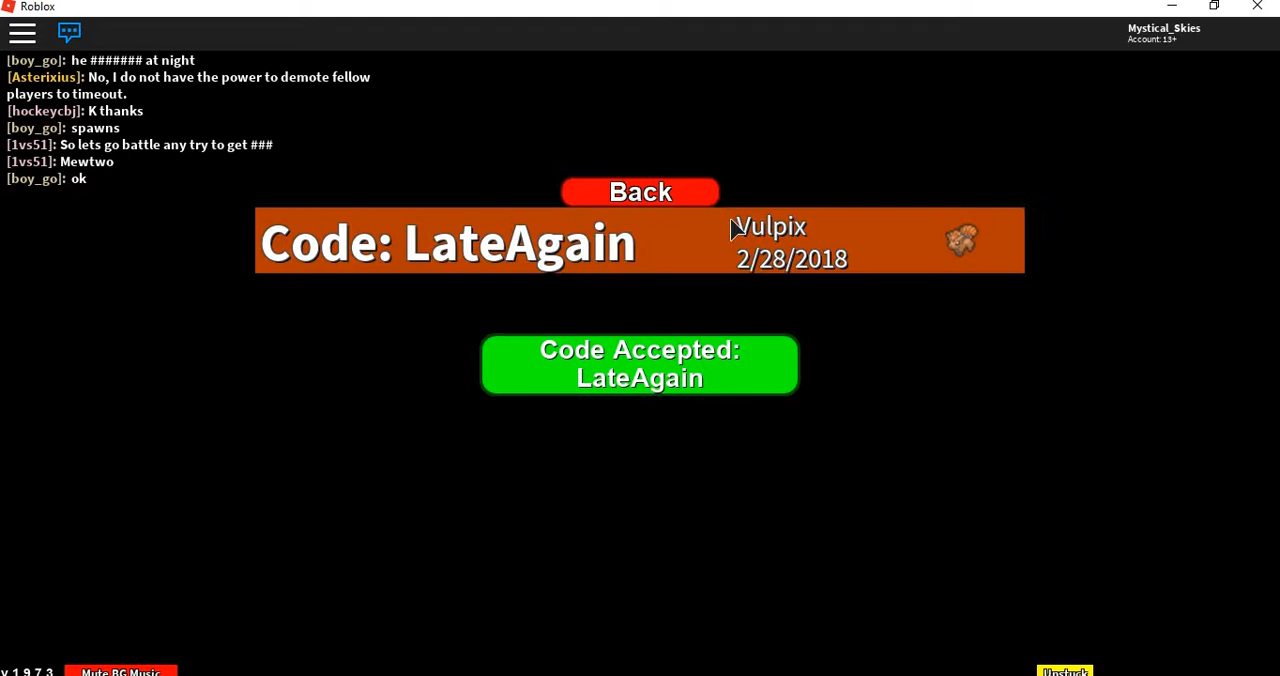 Roblox
Mystical_Skies
Account: 13+
[boy_go]: he ####### at night
[Asterixius]: No, I do not have the power to demote fellow
players to timeout.
[hockeycbj]: K thanks
[boy_go]: spawns
[1vs51]: So lets go battle any try to get ###
[1vs51]: Mewtwo
[boy_go]: ok
Back
Code: LateAgain
Vulpix
2/28/2018
Code Accepted:
LateAgain
v 1 9 7 3
Mute BG Music
Unstuck